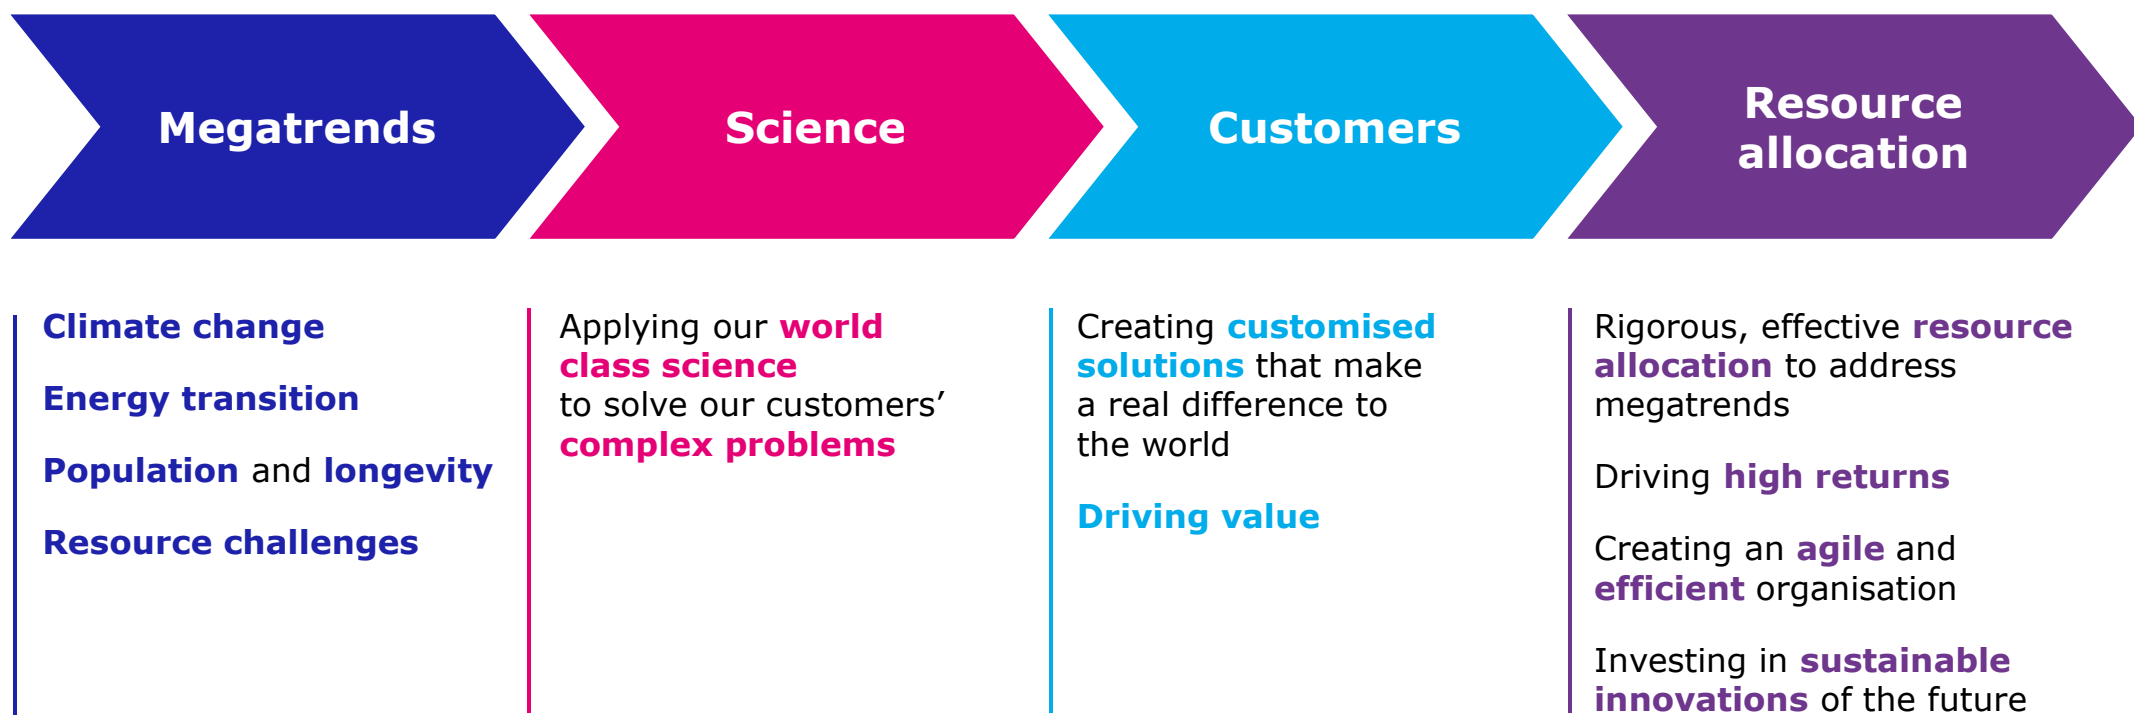 Megatrends
Science
Customers
Resource
allocation
Climate change
Energy transition
Population and longevity
Resource challenges
Applying our world
class science
to solve our customers’
complex problems
Creating customised
solutions that make
a real difference to
the world
Driving value
Rigorous, effective resource
allocation to address
megatrends
Driving high returns
Creating an agile and
efficient organisation
Investing in sustainable
innovations of the future